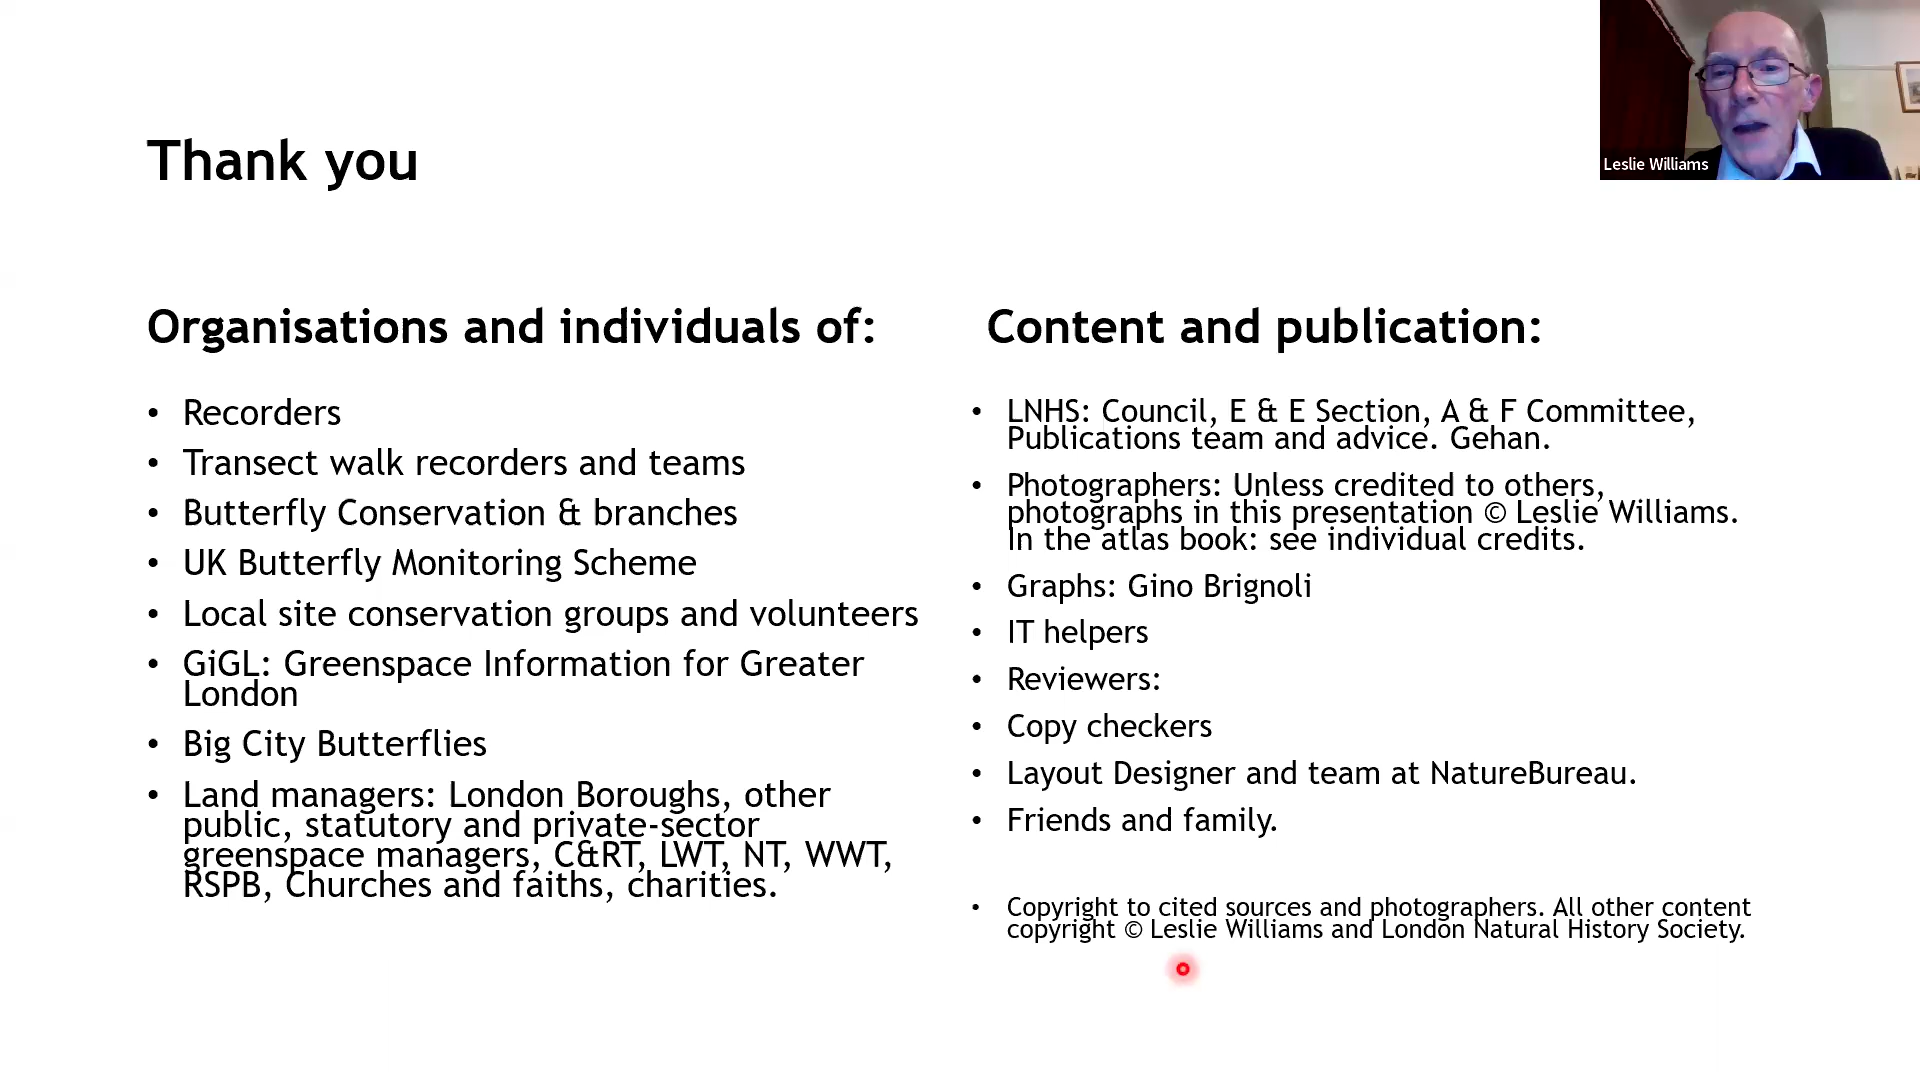 Leslie Williams
Thank you
Organisations and individuals of:
• Recorders
• Transect walk recorders and teams
• Butterfly Conservation & branches
• UK Butterfly Monitoring Scheme
• Local site conservation groups and volunteers
• GiGL: Greenspace Information for Greater
London
• Big City Butterflies
• Land managers: London Boroughs, other
public, statutory and private-sector
greenspace managers, C&RT, LWT, NT, WWT,
RSPB, Churches and faiths, charities.
Content and publication:
• LNHS: Council, E & E Section, A & F Committee,
Publications team and advice. Gehan.
• Photographers: Unless credited to others,
photographs in this presentation © Leslie Williams.
In the atlas book: see individual credits.
• Graphs: Gino Brignoli
• IT helpers
• Reviewers:
• Copy checkers
• Layout Designer and team at NatureBureau.
• Friends and family.
• Copyright to cited sources and photographers. All other content
copyright © Leslie Williams and London Natural History Society.